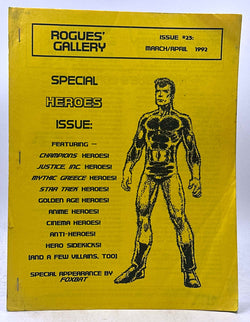 ROGUES'
GALLERY
ISSUE #23:
MARCH/APRIL 1992
SPECIAL
HEROES
ISSUE:
FEATURING —
CHAMPIONS HEROES!
JUSTICE, INC. HEROES!
MYTHIC GREECE HEROES!
STAR TREK HEROES!
GOLDEN AGE HEROES!
ANIME HEROES!
CINEMA HEROES!
ANTI-HEROES!
HERO SIDEKICKS!
(AND A FEW VILLAINS, TOO)
SPECIAL APPEARANCE BY
FOXBAT